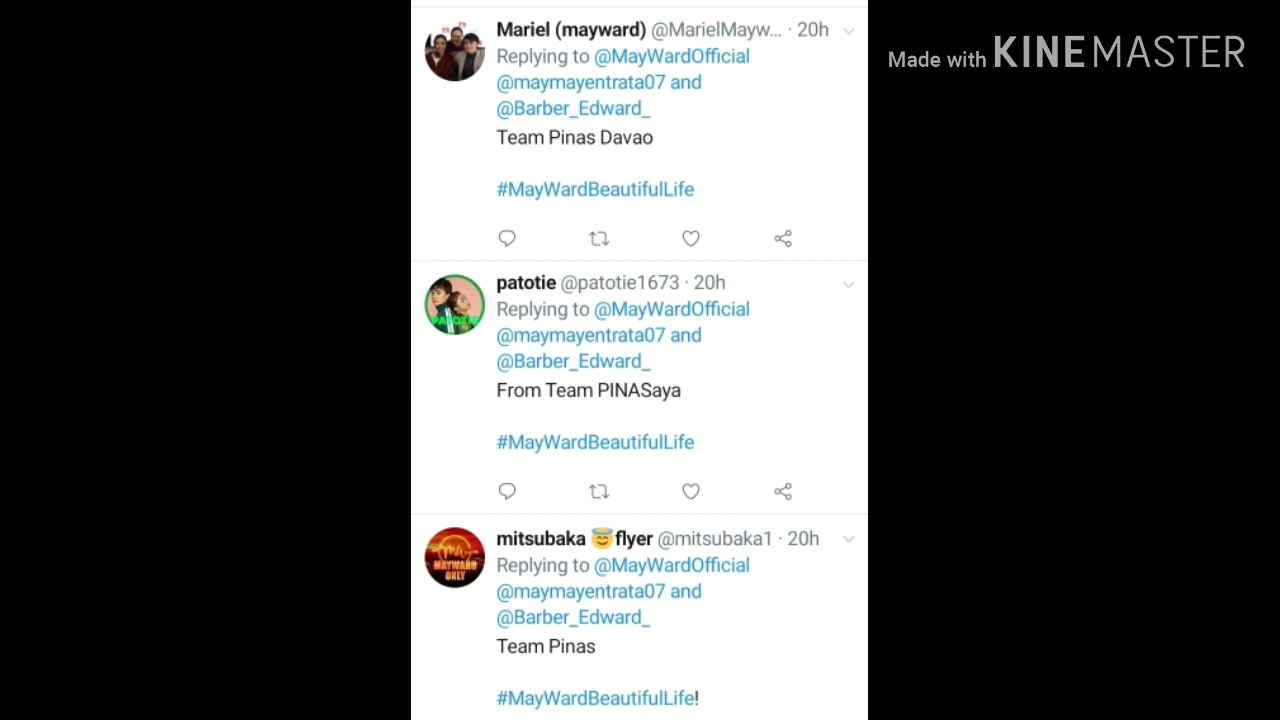 Mariel (mayward) @MarielMayw... · 20h
Replying to @MayWardOfficial
@maymayentrata07 and
@Barber_Edward_
Team Pinas Davao
#MayWardBeautifulLife
patotie @patotie1673 · 20h
Replying to @MayWardOfficial
@maymayentrata07 and
@Barber_Edward_
From Team PINASaya
#MayWardBeautifulLife
mitsubaka 😇flyer @mitsubaka1 · 20h
MAYWARD
ONLY
Replying to @MayWardOfficial
@maymayentrata07 and
@Barber_Edward_
Team Pinas
#MayWardBeautifulLife!
Made with KINEMASTER